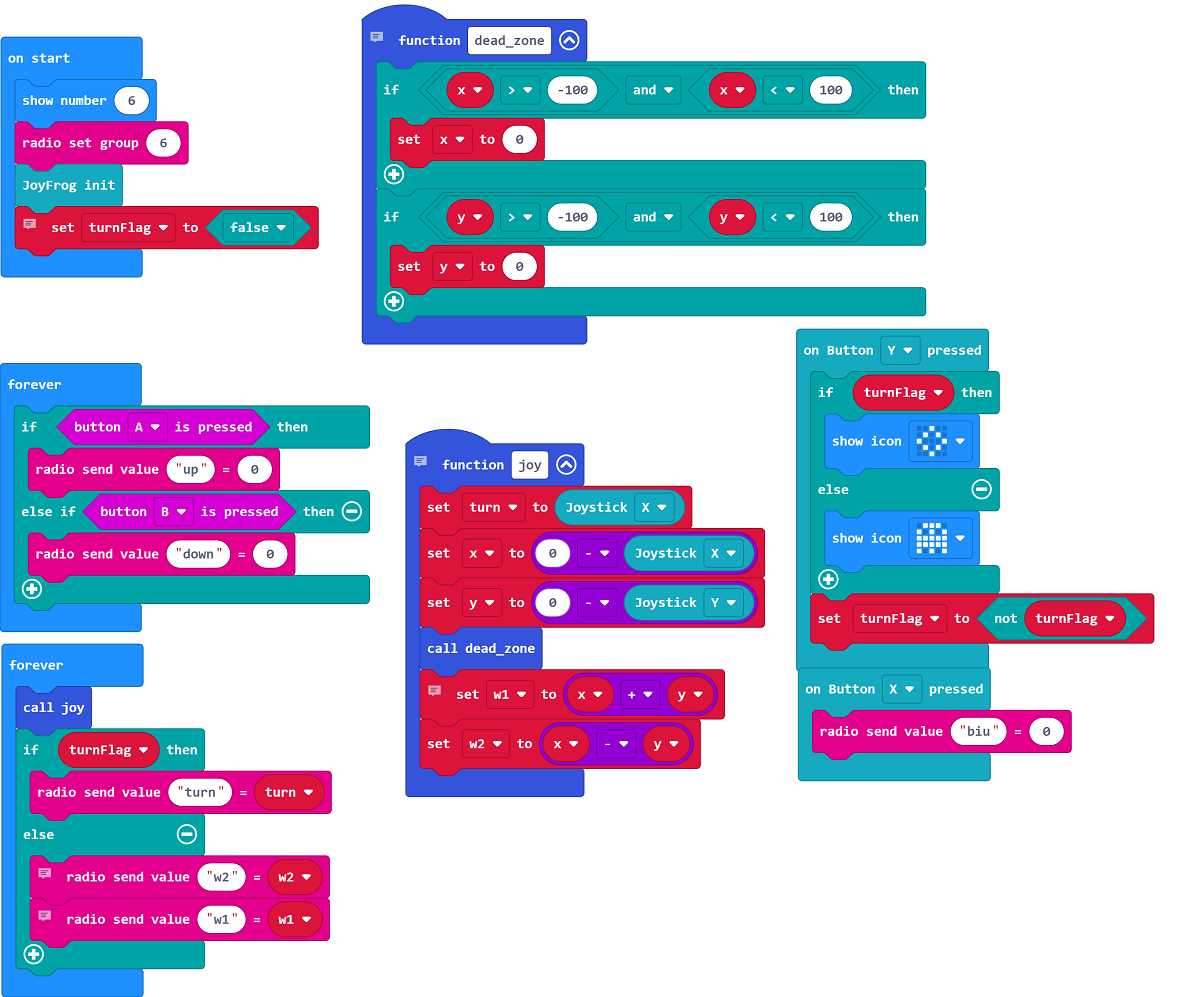 on start
show number 6
radio set group 6
JoyFrog init
set turnFlag to false
function dead_zone
if x > -100 and x < 100 then
set x to 0
if y > -100 and y < 100 then
set y to 0
forever
if button A is pressed then
radio send value "up" = 0
else if button B is pressed then
radio send value "down" = 0
forever
call joy
if turnFlag then
radio send value "turn" = turn
else
radio send value "w2" = w2
radio send value "w1" = w1
function joy
set turn to Joystick X
set x to 0 - Joystick X
set y to 0 - Joystick Y
call dead_zone
set w1 to x + y
set w2 to x - y
on Button Y pressed
if turnFlag then
show icon
else
show icon
set turnFlag to not turnFlag
on Button X pressed
radio send value "biu" = 0